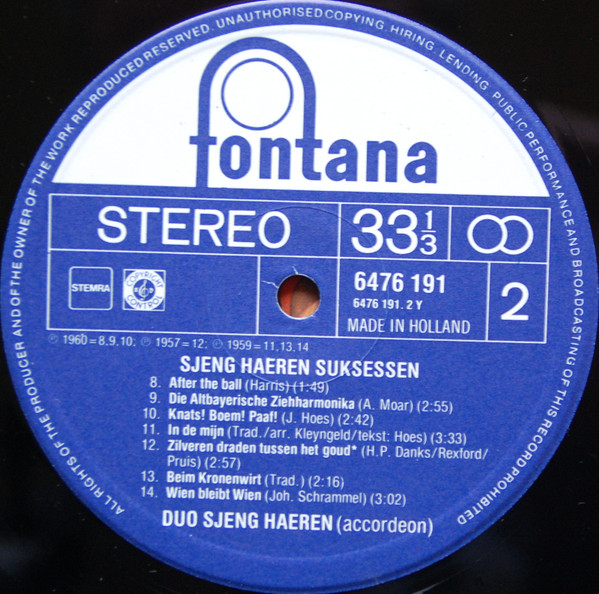 ALL RIGHTS OF THE PRODUCER AND OF THE OWNER OF THE WORK REPRODUCED RESERVED. UNAUTHORISED COPYING, HIRING, LENDING, PUBLIC PERFORMANCE AND BROADCASTING OF THIS RECORD PROHIBITED
fontana
STEREO
33 1/3
STEMRA
COPYRIGHT
CONTROL
6476 191
6476 191. 2 Y
MADE IN HOLLAND
2
℗ 1960=8.9.10; ℗ 1957=12; ℗ 1959=11.13.14
SJENG HAEREN SUKSESSEN
8. After the ball (Harris) (1:49)
9. Die Altbayerische Ziehharmonika (A. Moar) (2:55)
10. Knats! Boem! Paaf! (J. Hoes) (2:42)
11. In de mijn (Trad./arr. Kleyngeld/tekst: Hoes) (3:33)
12. Zilveren draden tussen het goud* (H.P. Danks/Rexford/
Pruis) (2:57)
13. Beim Kronenwirt (Trad.) (2:16)
14. Wien bleibt Wien (Joh. Schrammel) (3:02)
DUO SJENG HAEREN (accordeon)